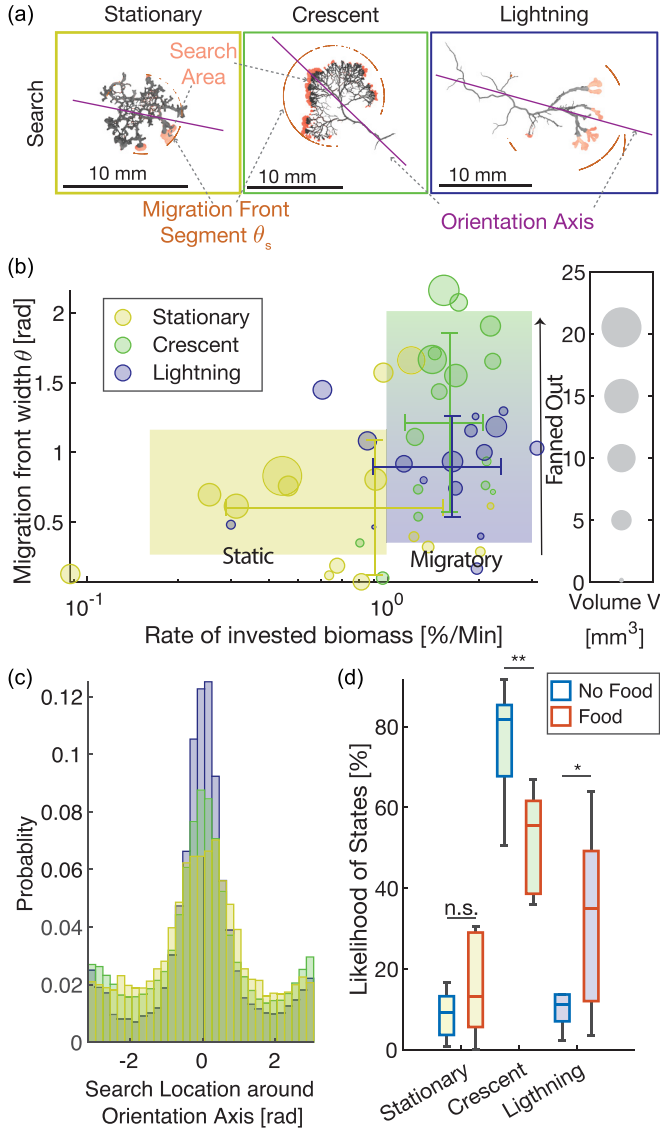 (a)
Stationary
Crescent
Lightning
Search
Search
Area
10 mm
10 mm
10 mm
Migration Front
Segment θs
Orientation Axis
(b)
Migration front width θ [rad]
2
1.5
1
0.5
Stationary
Crescent
Lightning
Static
Migratory
Fanned Out
10-1
100
Rate of invested biomass [%/Min]
25
20
15
10
5
0
Volume V
[mm3]
(c)
Probablity
0.12
0.1
0.08
0.06
0.04
0.02
0
-2
0
2
Search Location around
Orientation Axis [rad]
(d)
Likelihood of States [%]
80
60
40
20
0
No Food
Food
**
*
n.s.
Stationary
Crescent
Ligthning